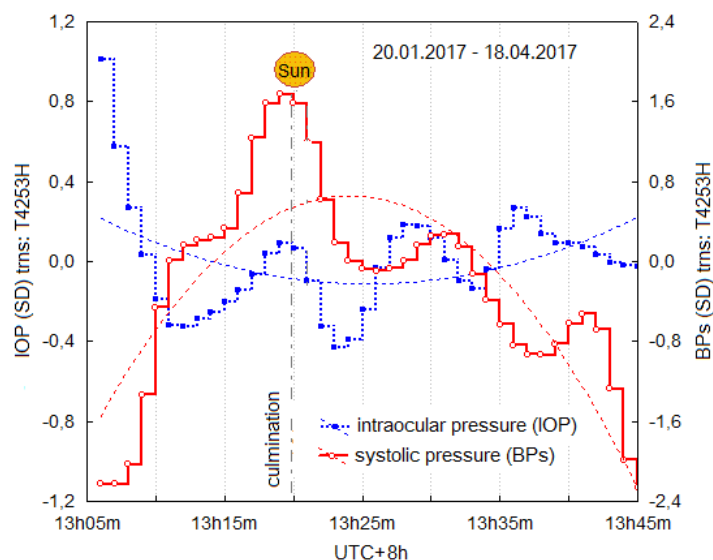 20.01.2017 - 18.04.2017
Sun
IOP (SD) trns: T4253H
1,2
0,8
0,4
0,0
-0,4
-0,8
-1,2
2,4
1,6
0,8
0,0
-0,8
-1,6
-2,4
BPs (SD) trns: T4253H
culmination
intraocular pressure (IOP)
systolic pressure (BPs)
13h05m 13h15m 13h25m 13h35m 13h45m
UTC+8h